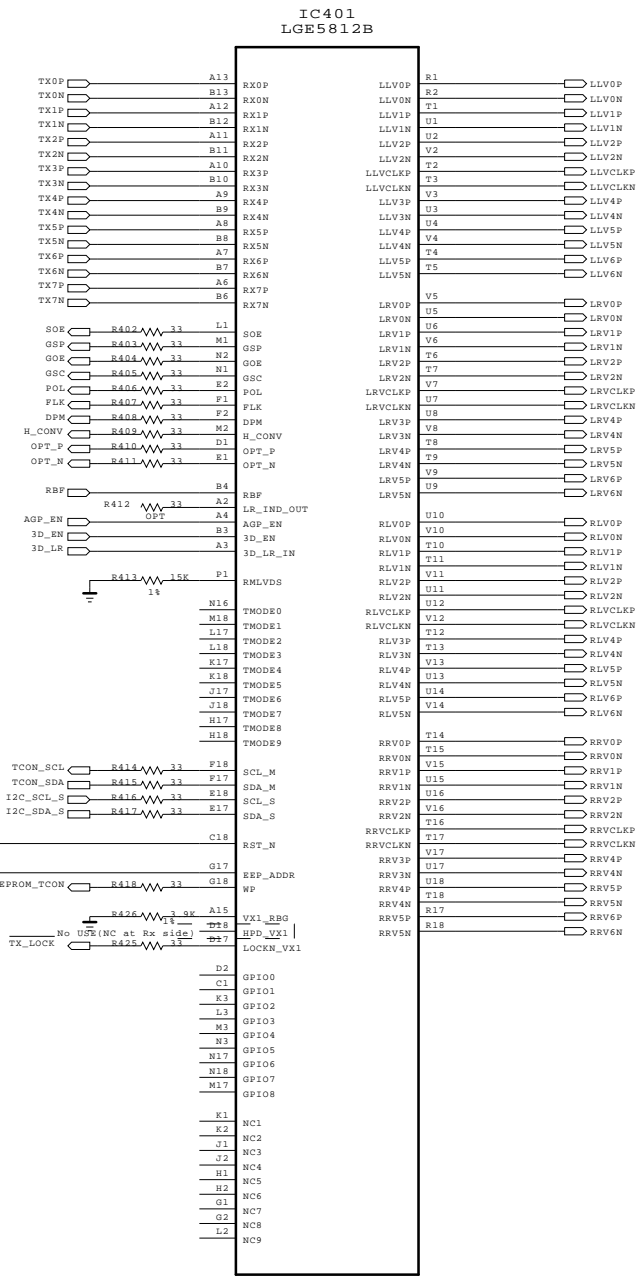 IC401
LGE5812B
TX0P A13 RX0P LLV0P R1 LLV0P
TX0N B13 RX0N LLV0N R2 LLV0N
TX1P A12 RX1P LLV1P T1 LLV1P
TX1N B12 RX1N LLV1N U1 LLV1N
TX2P A11 RX2P LLV2P U2 LLV2P
TX2N B11 RX2N LLV2N V2 LLV2N
TX3P A10 RX3P LLVCLKP T2 LLVCLKP
TX3N B10 RX3N LLVCLKN T3 LLVCLKN
TX4P A9 RX4P LLV3P V3 LLV4P
TX4N B9 RX4N LLV3N U3 LLV4N
TX5P A8 RX5P LLV4P U4 LLV5P
TX5N B8 RX5N LLV4N V4 LLV5N
TX6P A7 RX6P LLV5P T4 LLV6P
TX6N B7 RX6N LLV5N T5 LLV6N
TX7P A6 RX7P
TX7N B6 RX7N LRV0P V5 LRV0P
LRV0N U5 LRV0N
SOE R402 33 L1 SOE LRV1P U6 LRV1P
GSP R403 33 M1 GSP LRV1N V6 LRV1N
GOE R404 33 N2 GOE LRV2P T6 LRV2P
GSC R405 33 N1 GSC LRV2N T7 LRV2N
POL R406 33 E2 POL LRVCLKP V7 LRVCLKP
FLK R407 33 F1 FLK LRVCLKN U7 LRVCLKN
DPM R408 33 F2 DPM LRV3P U8 LRV4P
H_CONV R409 33 M2 H_CONV LRV3N V8 LRV4N
OPT_P R410 33 D1 OPT_P LRV4P T8 LRV5P
OPT_N R411 33 E1 OPT_N LRV4N T9 LRV5N
LRV5P V9 LRV6P
RBF B4 RBF LRV5N U9 LRV6N
R412 33 OPT A2 LR_IND_OUT
AGP_EN A4 AGP_EN RLV0P U10 RLV0P
3D_EN B3 3D_EN RLV0N V10 RLV0N
3D_LR A3 3D_LR_IN RLV1P T10 RLV1P
RLV1N T11 RLV1N
R413 15K 1% P1 RMLVDS RLV2P V11 RLV2P
RLV2N U11 RLV2N
N16 TMODE0 RLVCLKP U12 RLVCLKP
M18 TMODE1 RLVCLKN V12 RLVCLKN
L17 TMODE2 RLV3P T12 RLV4P
L18 TMODE3 RLV3N T13 RLV4N
K17 TMODE4 RLV4P V13 RLV5P
K18 TMODE5 RLV4N U13 RLV5N
J17 TMODE6 RLV5P U14 RLV6P
J18 TMODE7 RLV5N V14 RLV6N
H17 TMODE8
H18 TMODE9 RRV0P T14 RRV0P
RRV0N T15 RRV0N
TCON_SCL R414 33 F18 SCL_M RRV1P V15 RRV1P
TCON_SDA R415 33 F17 SDA_M RRV1N U15 RRV1N
I2C_SCL_S R416 33 E18 SCL_S RRV2P U16 RRV2P
I2C_SDA_S R417 33 E17 SDA_S RRV2N V16 RRV2N
RRVCLKP T16 RRVCLKP
C18 RST_N RRVCLKN T17 RRVCLKN
RRV3P V17 RRV4P
G17 EEP_ADDR RRV3N U17 RRV4N
EPROM_TCON R418 33 G18 WP RRV4P U18 RRV5P
RRV4N T18 RRV5N
R426 3.9K 1% A15 VX1_RBG RRV5P R17 RRV6P
No USE(NC at Rx side) D18 HPD_VX1 RRV5N R18 RRV6N
TX_LOCK R425 33 D17 LOCKN_VX1
D2 GPIO0
C1 GPIO1
K3 GPIO2
L3 GPIO3
M3 GPIO4
N3 GPIO5
N17 GPIO6
N18 GPIO7
M17 GPIO8
K1 NC1
K2 NC2
J1 NC3
J2 NC4
H1 NC5
H2 NC6
G1 NC7
G2 NC8
L2 NC9